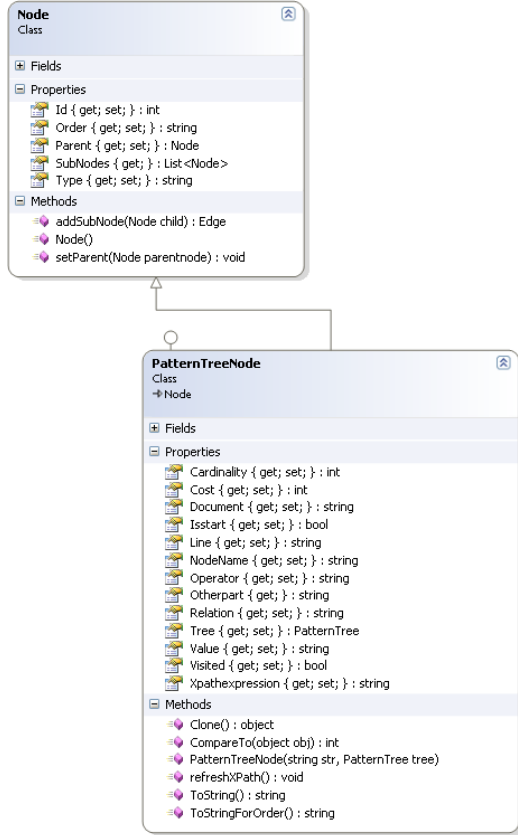 Node
Class
Fields
Properties
Id { get; set; } : int
Order { get; set; } : string
Parent { get; set; } : Node
SubNodes { get; } : List<Node>
Type { get; set; } : string
Methods
addSubNode(Node child) : Edge
Node()
setParent(Node parentnode) : void
PatternTreeNode
Class
Node
Fields
Properties
Cardinality { get; set; } : int
Cost { get; set; } : int
Document { get; set; } : string
Isstart { get; set; } : bool
Line { get; set; } : string
NodeName { get; set; } : string
Operator { get; set; } : string
Otherpart { get; set; } : string
Relation { get; set; } : string
Tree { get; set; } : PatternTree
Value { get; set; } : string
Visited { get; set; } : bool
Xpathexpression { get; set; } : string
Methods
Clone() : object
CompareTo(object obj) : int
PatternTreeNode(string str, PatternTree tree)
refreshXPath() : void
ToString() : string
ToStringForOrder() : string